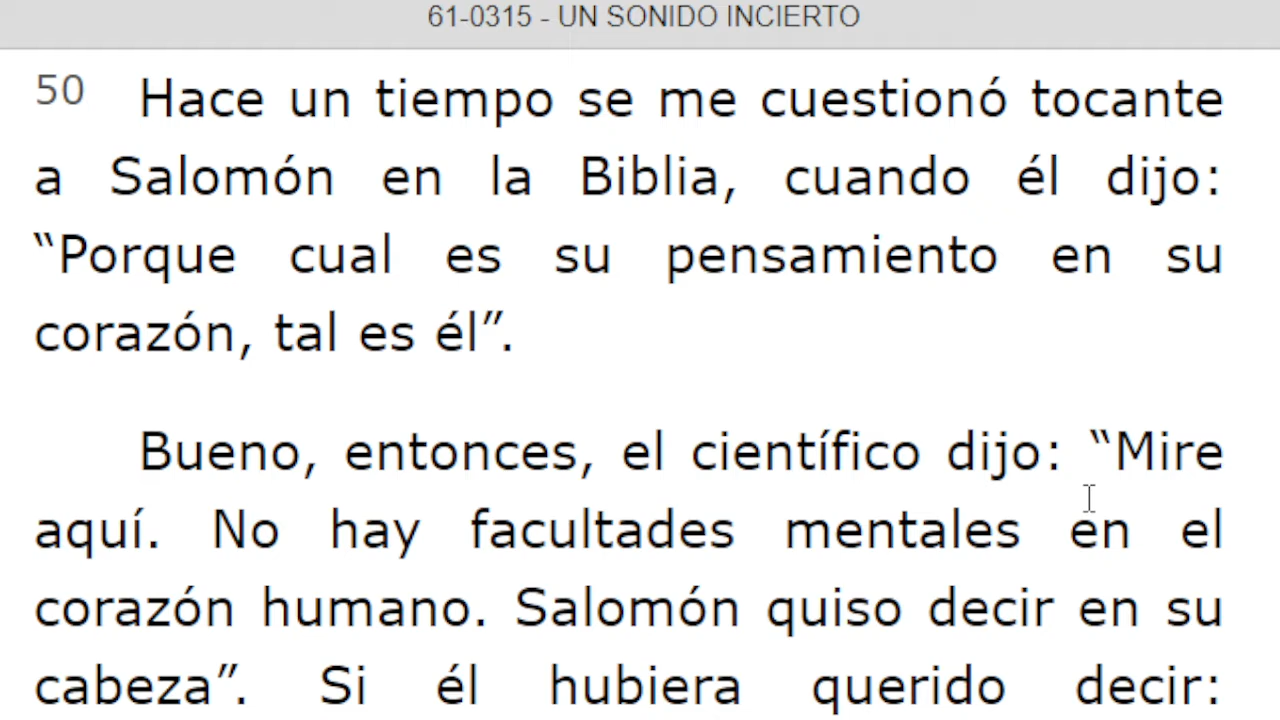 61-0315 - UN SONIDO INCIERTO
50 Hace un tiempo se me cuestionó tocante
a Salomón en la Biblia, cuando él dijo:
“Porque cual es su pensamiento en su
corazón, tal es él”.
Bueno, entonces, el científico dijo: “Mire
aquí. No hay facultades mentales en el
corazón humano. Salomón quiso decir en su
cabeza”. Si él hubiera querido decir: